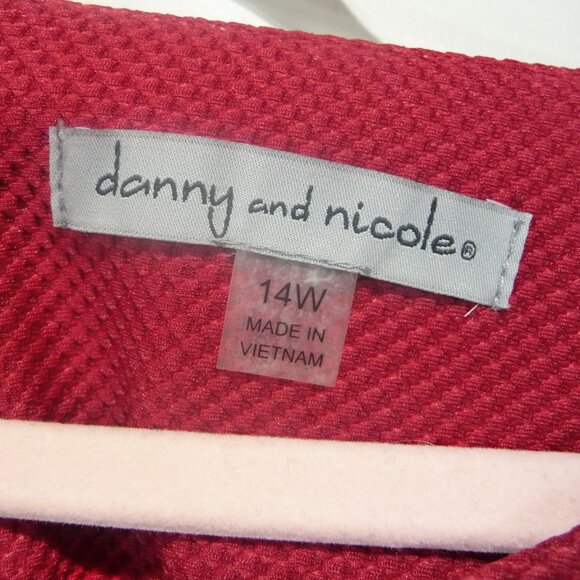 danny and nicole®
14W
MADE IN
VIETNAM